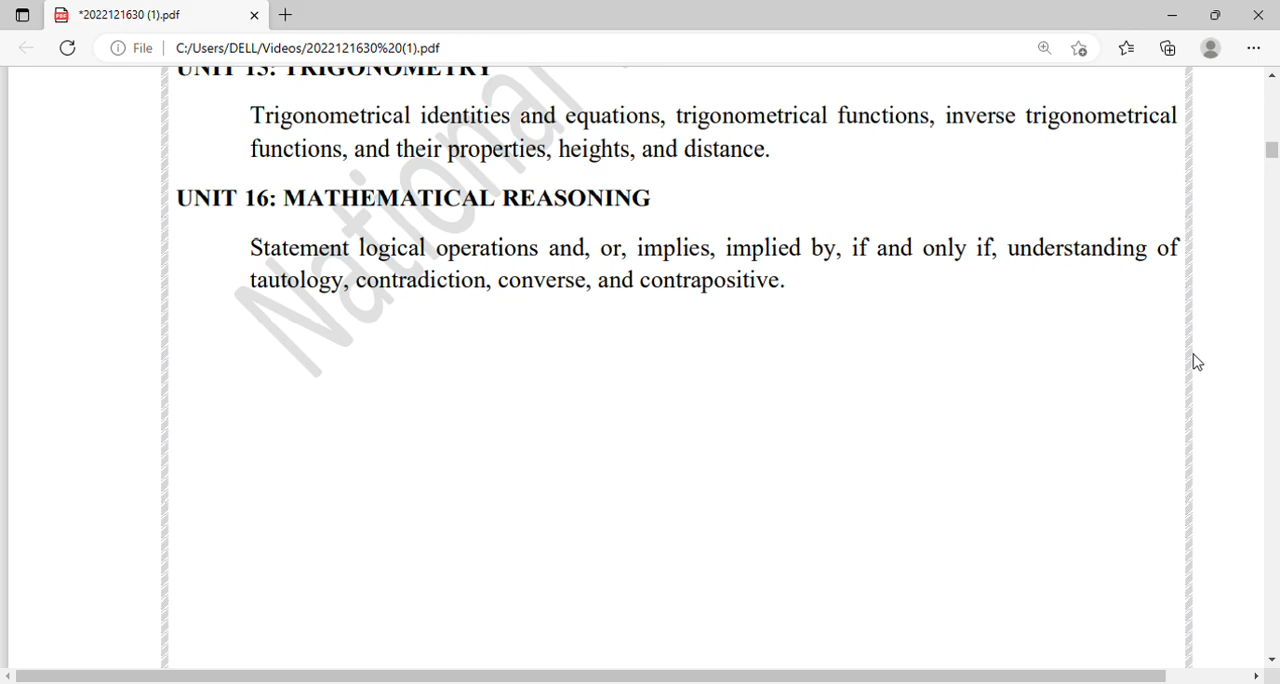 *2022121630 (1).pdf
File
C:/Users/DELL/Videos/2022121630%20(1).pdf
UNIT 15: TRIGONOMETRY
Trigonometrical identities and equations, trigonometrical functions, inverse trigonometrical
functions, and their properties, heights, and distance.
UNIT 16: MATHEMATICAL REASONING
Statement logical operations and, or, implies, implied by, if and only if, understanding of
tautology, contradiction, converse, and contrapositive.
National